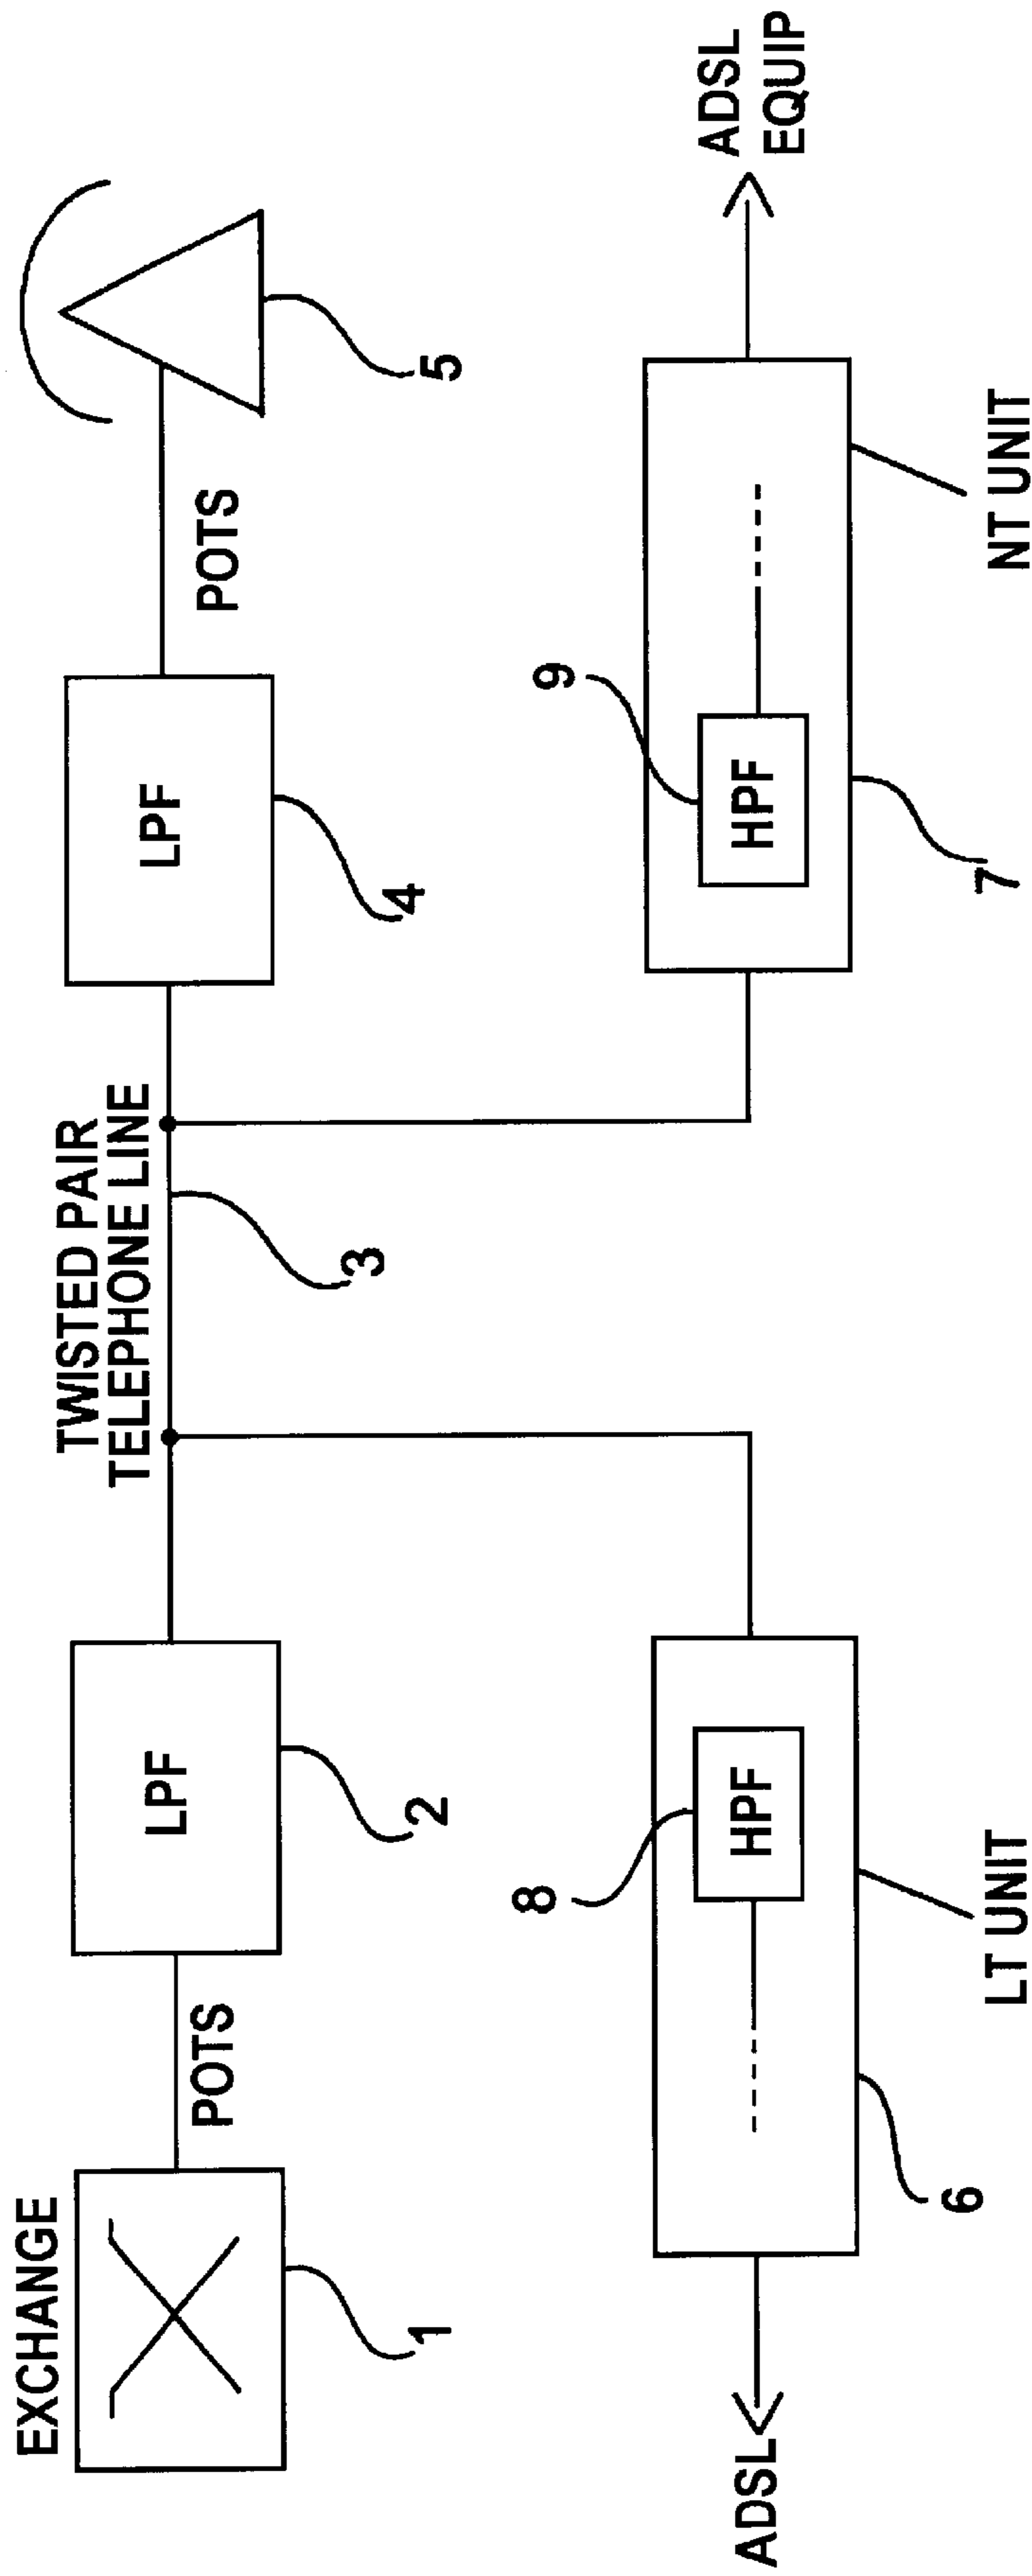 EXCHANGE
1
POTS
LPF
2
TWISTED PAIR
TELEPHONE LINE
3
LPF
4
POTS
5
ADSL
6
8
HPF
LT UNIT
9
HPF
7
NT UNIT
ADSL
EQUIP